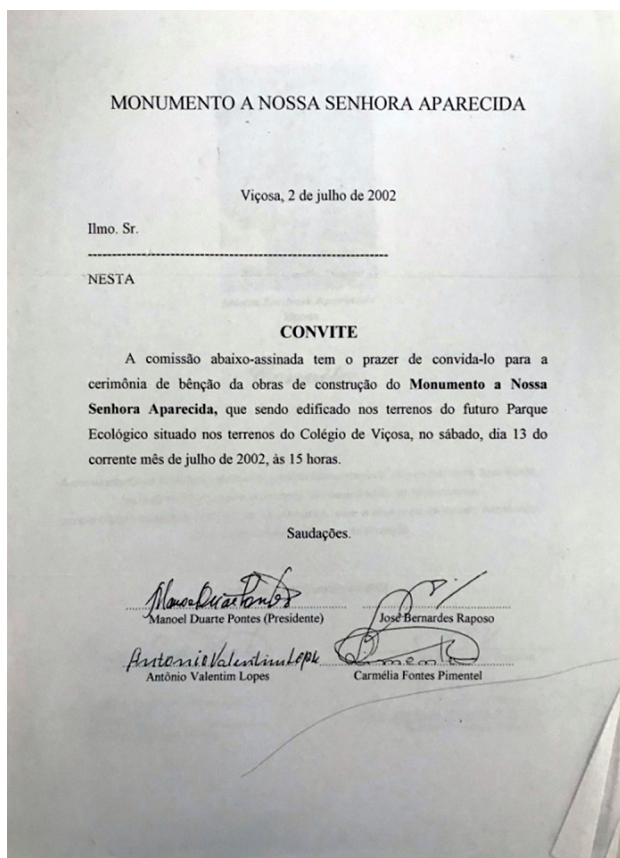 MONUMENTO A NOSSA SENHORA APARECIDA
Viçosa, 2 de julho de 2002
Ilmo. Sr.
------------------------------------------------------------
NESTA
CONVITE
A comissão abaixo-assinada tem o prazer de convida-lo para a
cerimônia de bênção da obras de construção do Monumento a Nossa
Senhora Aparecida, que sendo edificado nos terrenos do futuro Parque
Ecológico situado nos terrenos do Colégio de Viçosa, no sábado, dia 13 do
corrente mês de julho de 2002, às 15 horas.
Saudações.
Manoel Duarte Pontes
Manoel Duarte Pontes (Presidente) José Bernardes Raposo
Antonio Valentim Lopes Pimentel
Antônio Valentim Lopes Carmélia Fontes Pimentel